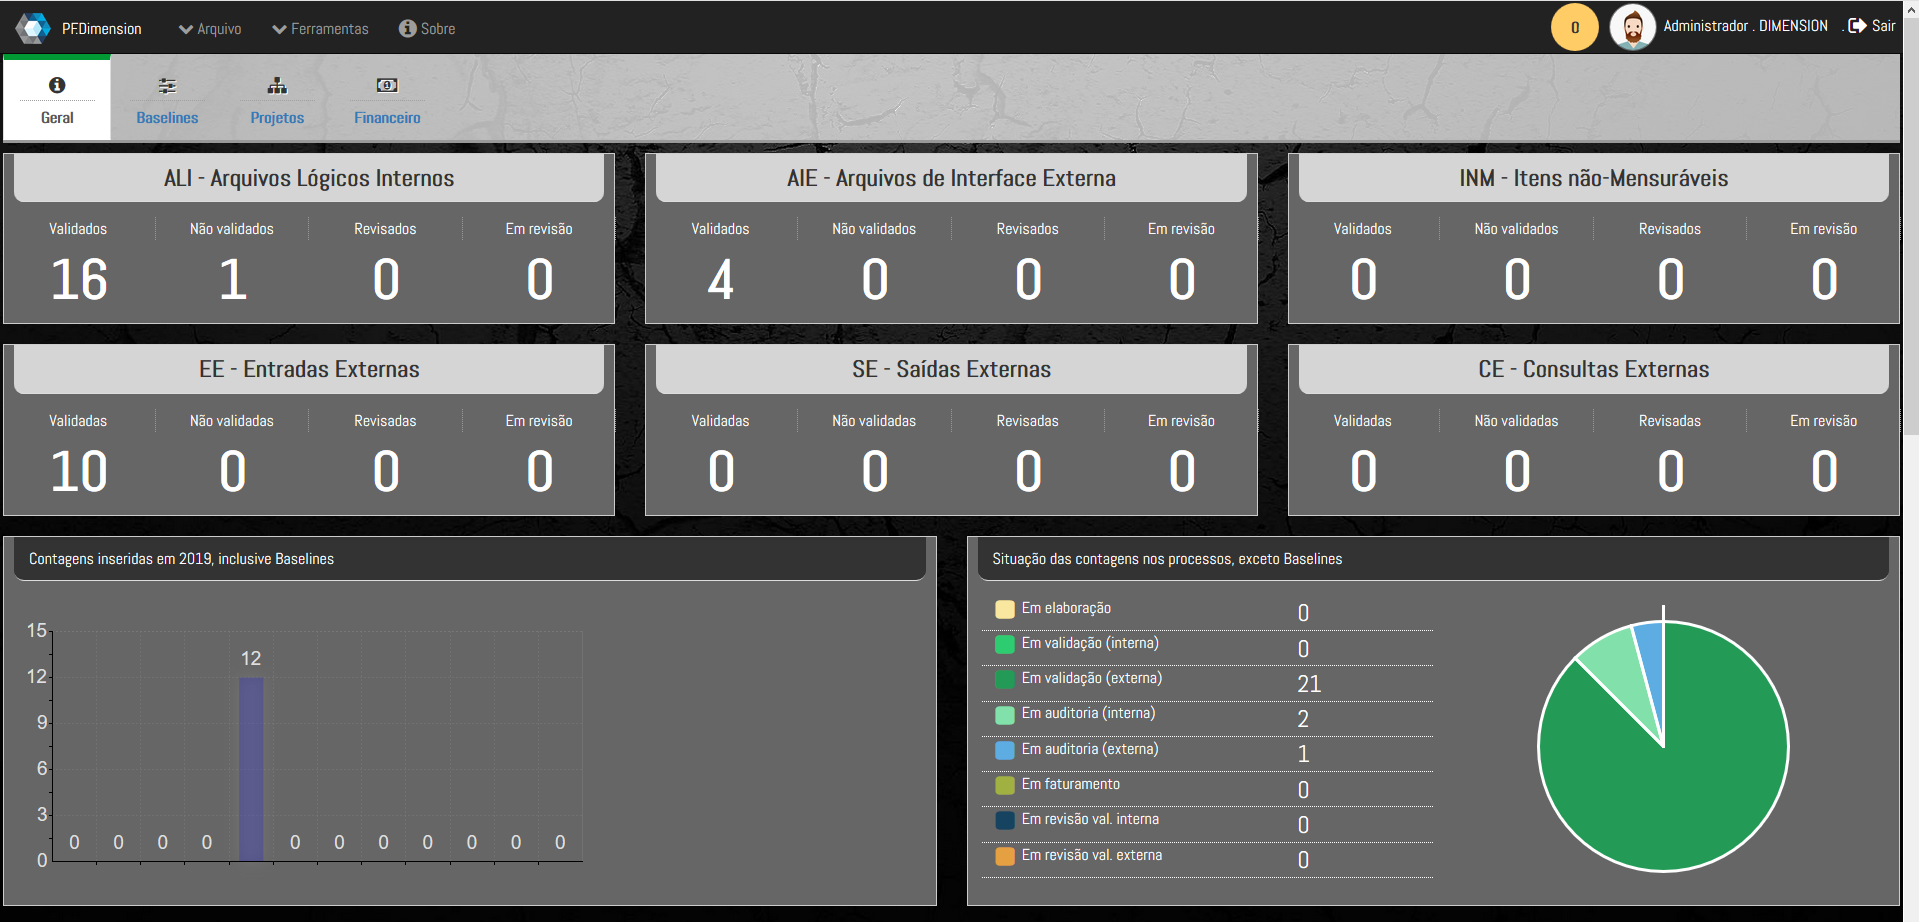 PF.Dimension Arquivo Ferramentas Sobre 0 Administrador . DIMENSION . Sair
Geral Baselines Projetos Financeiro
ALI - Arquivos Lógicos Internos
Validados Não validados Revisados Em revisão
16 1 0 0
AIE - Arquivos de Interface Externa
Validados Não validados Revisados Em revisão
4 0 0 0
INM - Itens não-Mensuráveis
Validados Não validados Revisados Em revisão
0 0 0 0
EE - Entradas Externas
Validadas Não validadas Revisadas Em revisão
10 0 0 0
SE - Saídas Externas
Validadas Não validadas Revisadas Em revisão
0 0 0 0
CE - Consultas Externas
Validadas Não validadas Revisadas Em revisão
0 0 0 0
Contagens inseridas em 2019, inclusive Baselines
15
12
9
6
3
0
12
0 0 0 0 0 0 0 0 0 0 0
Situação das contagens nos processos, exceto Baselines
Em elaboração 0
Em validação (interna) 0
Em validação (externa) 21
Em auditoria (interna) 2
Em auditoria (externa) 1
Em faturamento 0
Em revisão val. interna 0
Em revisão val. externa 0